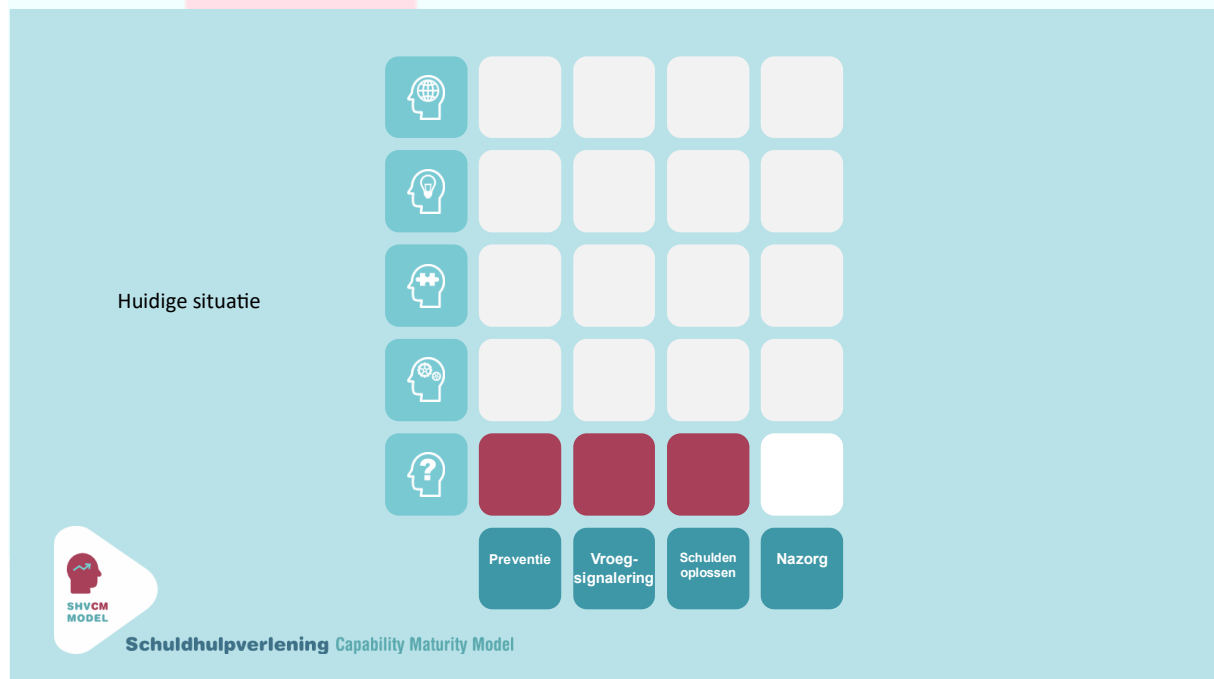 ?
Huidige situatie
Preventie
Vroeg-
signalering
Schulden
oplossen
Nazorg
SHVCM
MODEL
Schuldhulpverlening Capability Maturity Model